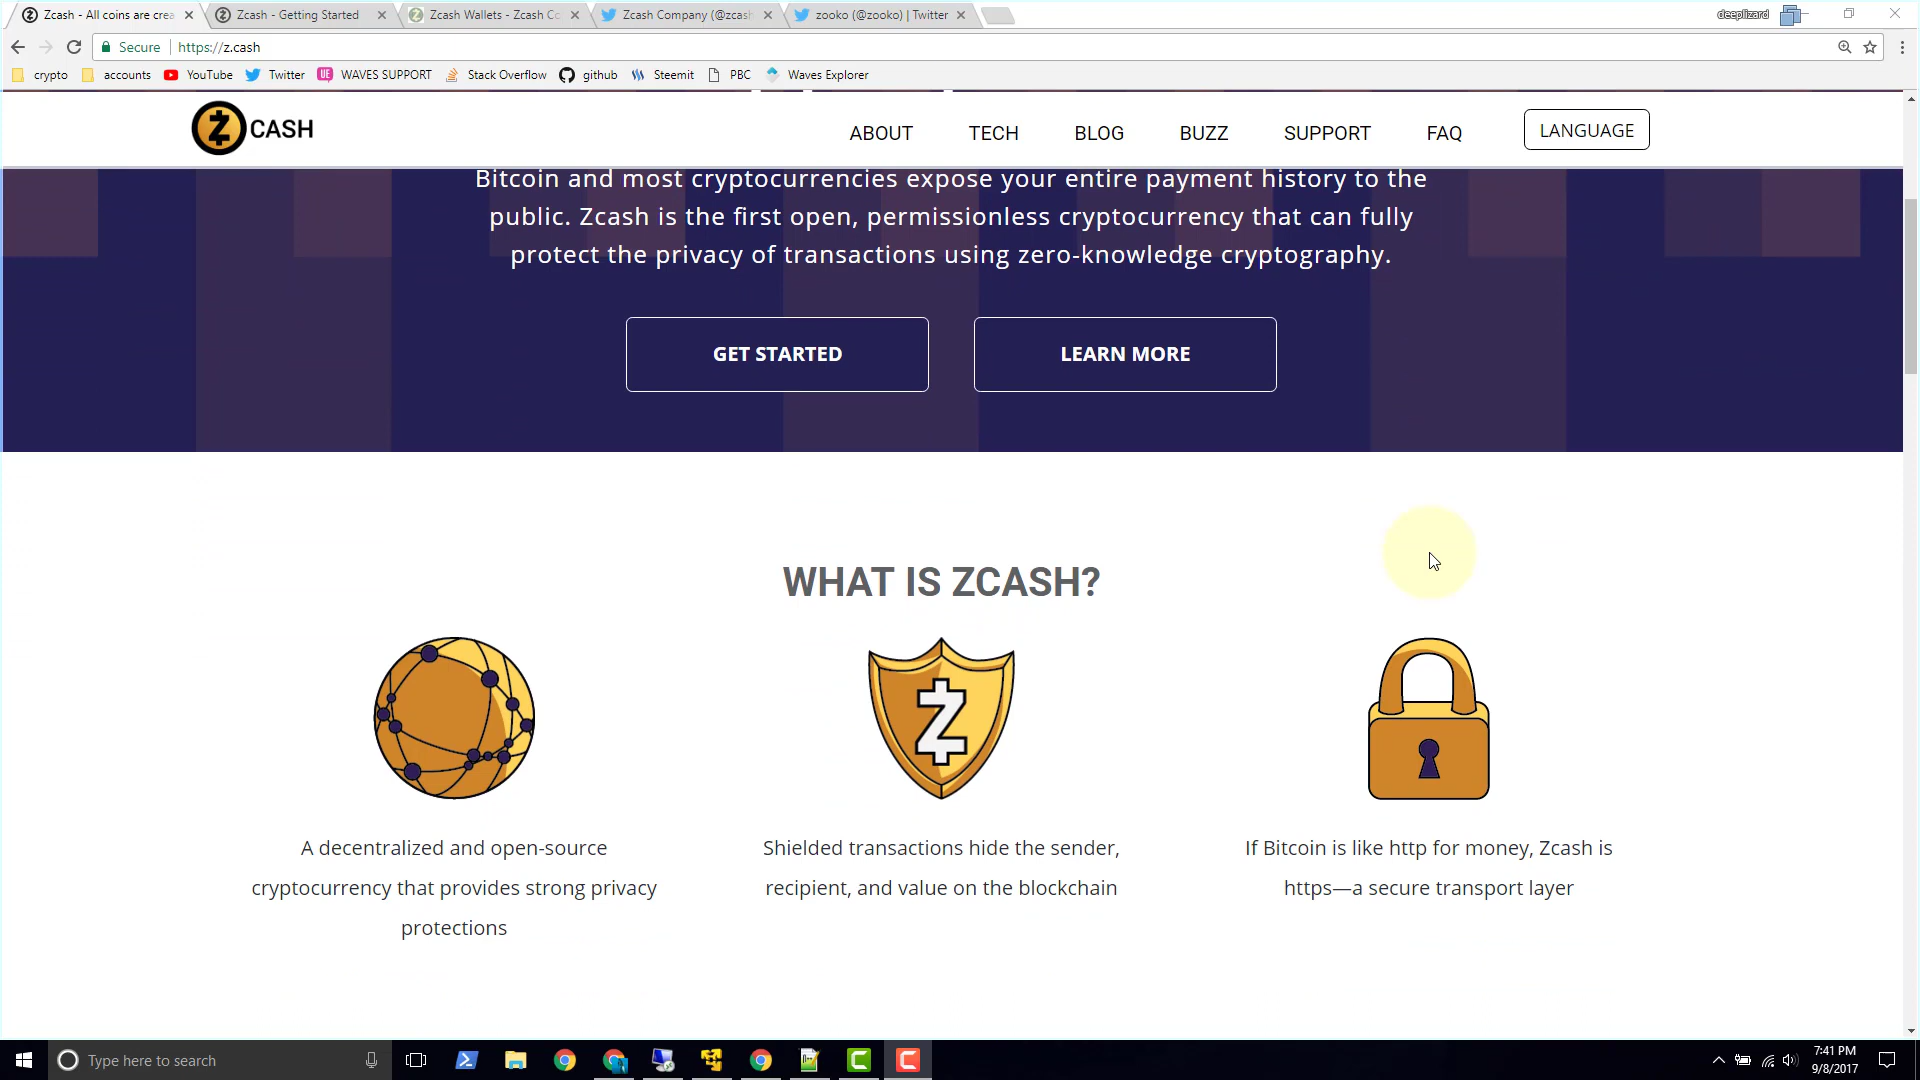 Zcash - All coins are crea
Zcash - Getting Started
Zcash Wallets - Zcash Co
Zcash Company (@zcash
zooko (@zooko) | Twitter
deeplizard
Secure
https://z.cash
crypto
accounts
YouTube
Twitter
UE
WAVES SUPPORT
Stack Overflow
github
Steemit
PBC
Waves Explorer
CASH
ABOUT
TECH
BLOG
BUZZ
SUPPORT
FAQ
LANGUAGE
Bitcoin and most cryptocurrencies expose your entire payment history to the
public. Zcash is the first open, permissionless cryptocurrency that can fully
protect the privacy of transactions using zero-knowledge cryptography.
GET STARTED
LEARN MORE
WHAT IS ZCASH?
A decentralized and open-source
cryptocurrency that provides strong privacy
protections
Shielded transactions hide the sender,
recipient, and value on the blockchain
If Bitcoin is like http for money, Zcash is
https—a secure transport layer
Type here to search
7:41 PM
9/8/2017